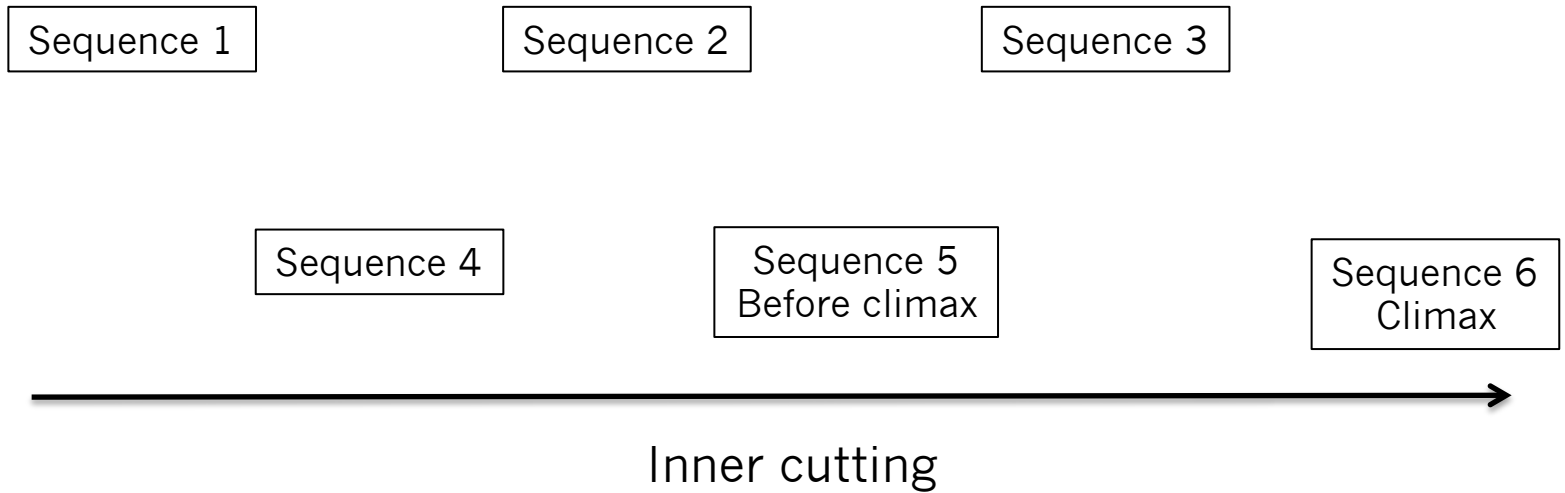 Sequence 1
Sequence 2
Sequence 3
Sequence 4
Sequence 5
Before climax
Sequence 6
Climax
Inner cutting